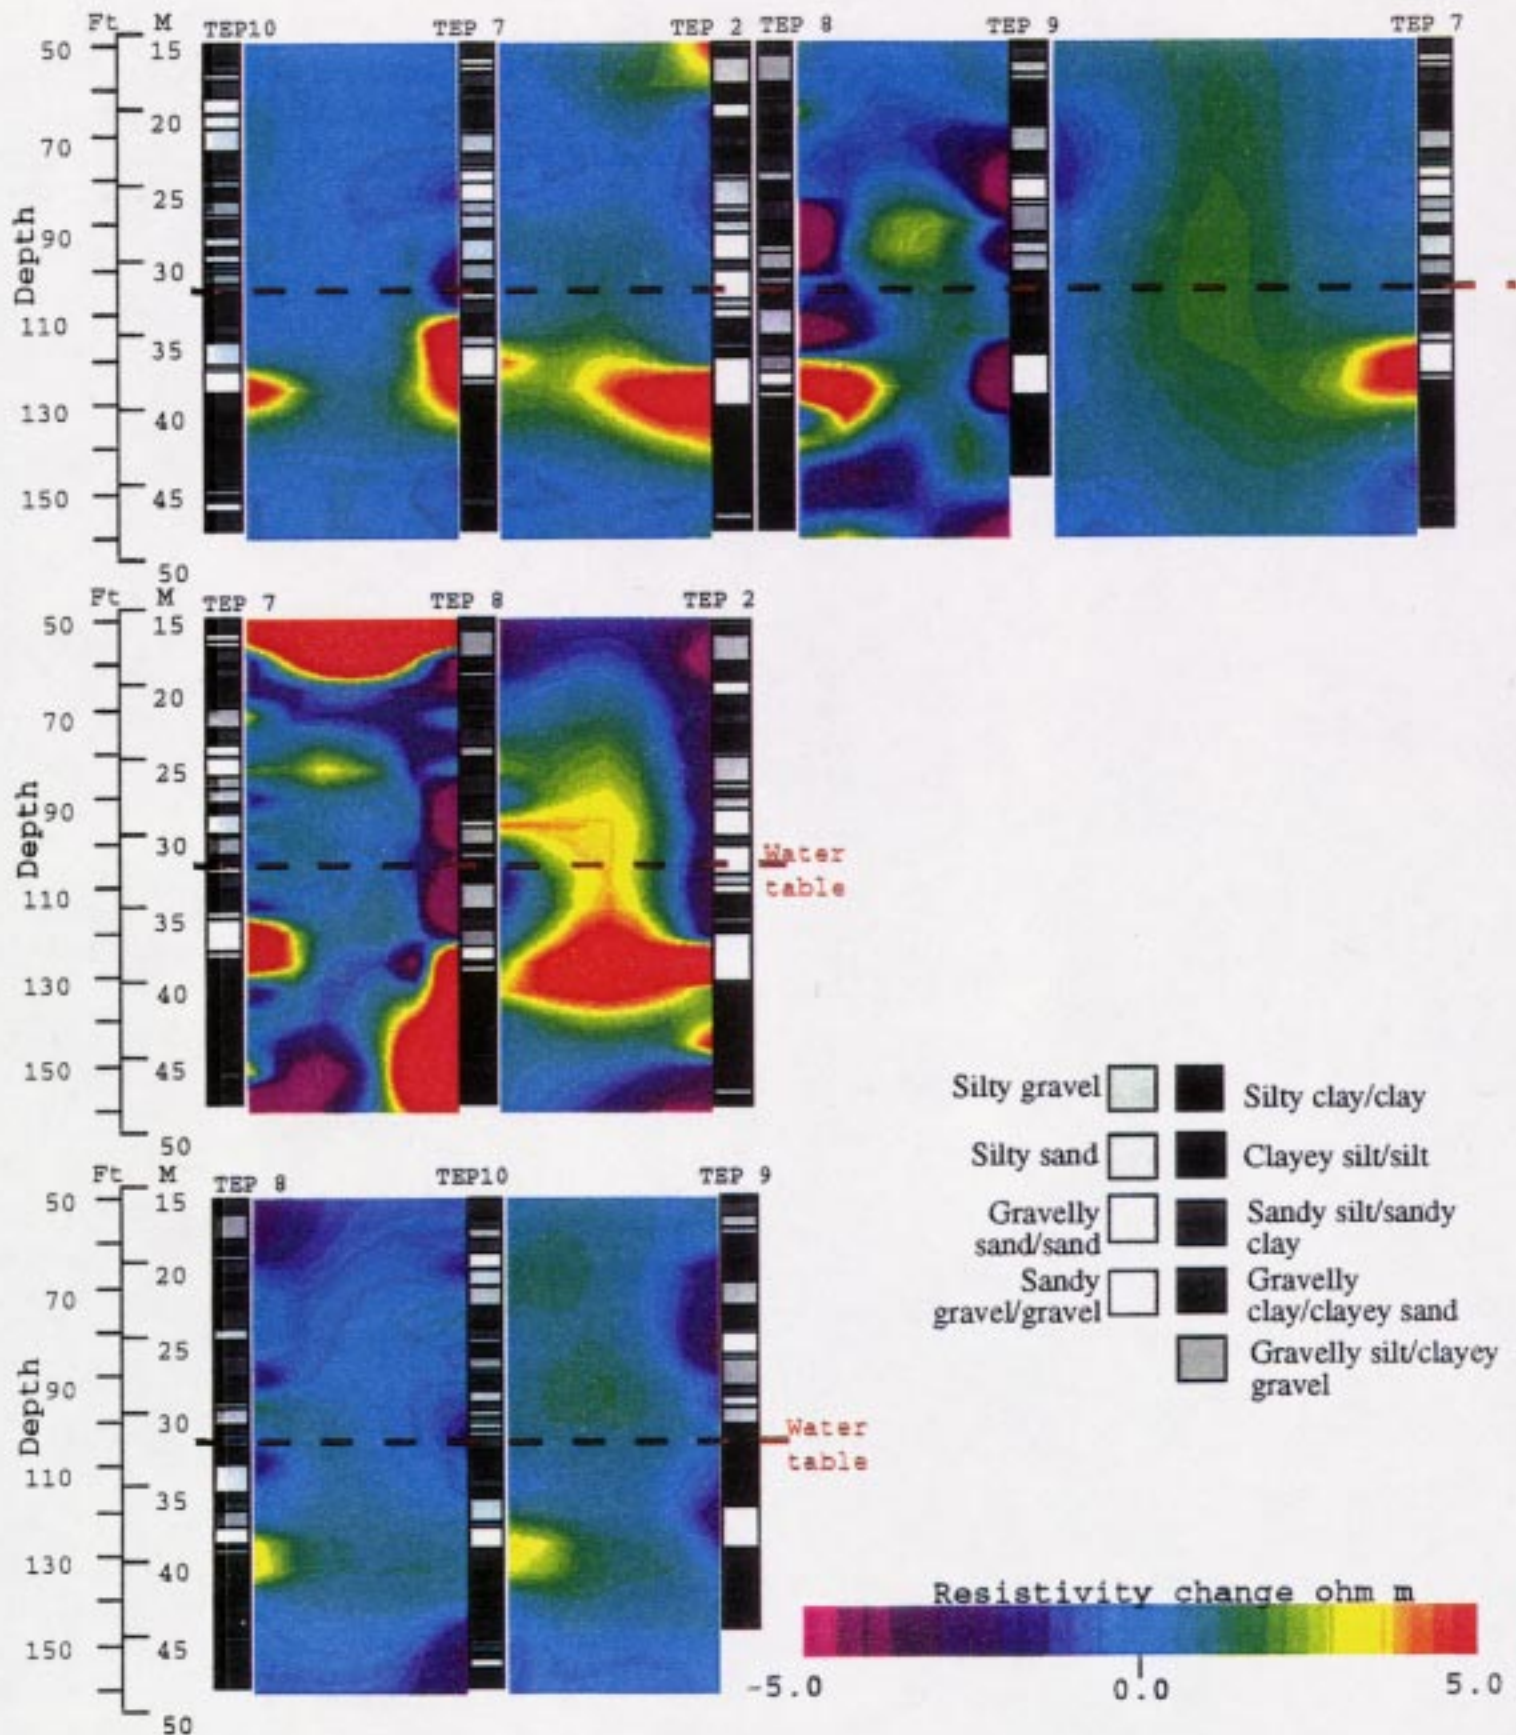 Ft M TEP10 TEP 7 TEP 2 TEP 8 TEP 9 TEP 7
50 15
20
70
25
90
30
110
35
130
40
150 45
50
Depth
Ft M TEP 7 TEP 8 TEP 2
50 15
20
70
25
90
30
110
35
130
40
150 45
50
Depth
Water
table
Ft M TEP 8 TEP10 TEP 9
50 15
20
70
25
90
30
110
35
130
40
150 45
50
Depth
Water
table
Silty gravel Silty clay/clay
Silty sand Clayey silt/silt
Gravelly
sand/sand
Sandy silt/sandy
clay
Sandy
gravel/gravel
Gravelly
clay/clayey sand
Gravelly silt/clayey
gravel
Resistivity change ohm m
-5.0 0.0 5.0